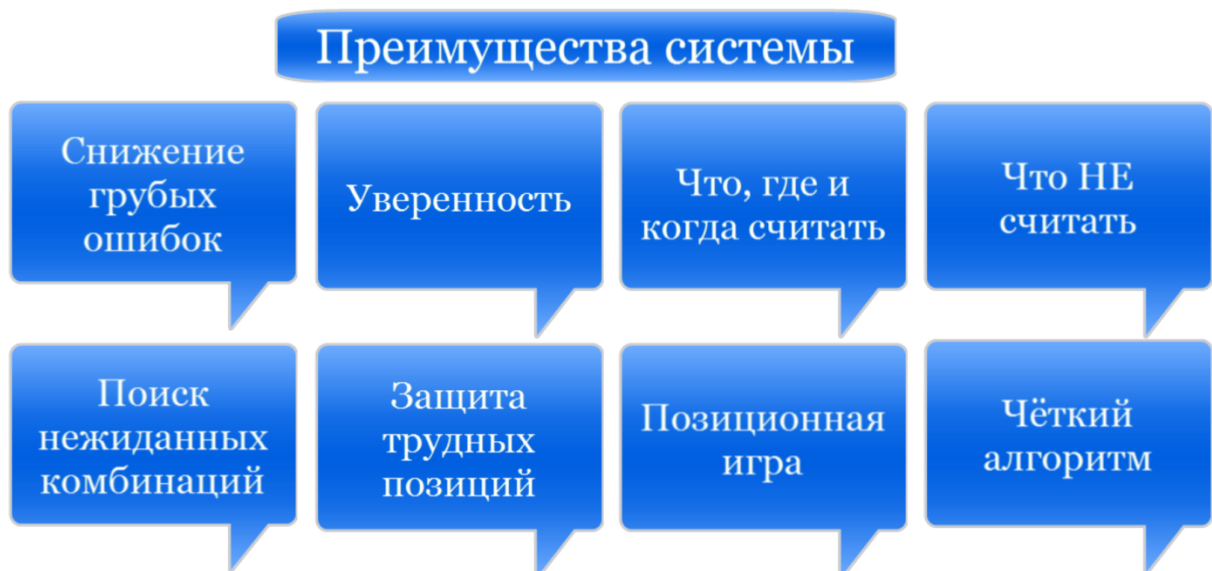 Преимущества системы
Снижение
грубых
ошибок
Уверенность
Что, где и
когда считать
Что НЕ
считать
Поиск
нежиданных
комбинаций
Защита
трудных
позиций
Позиционная
игра
Чёткий
алгоритм